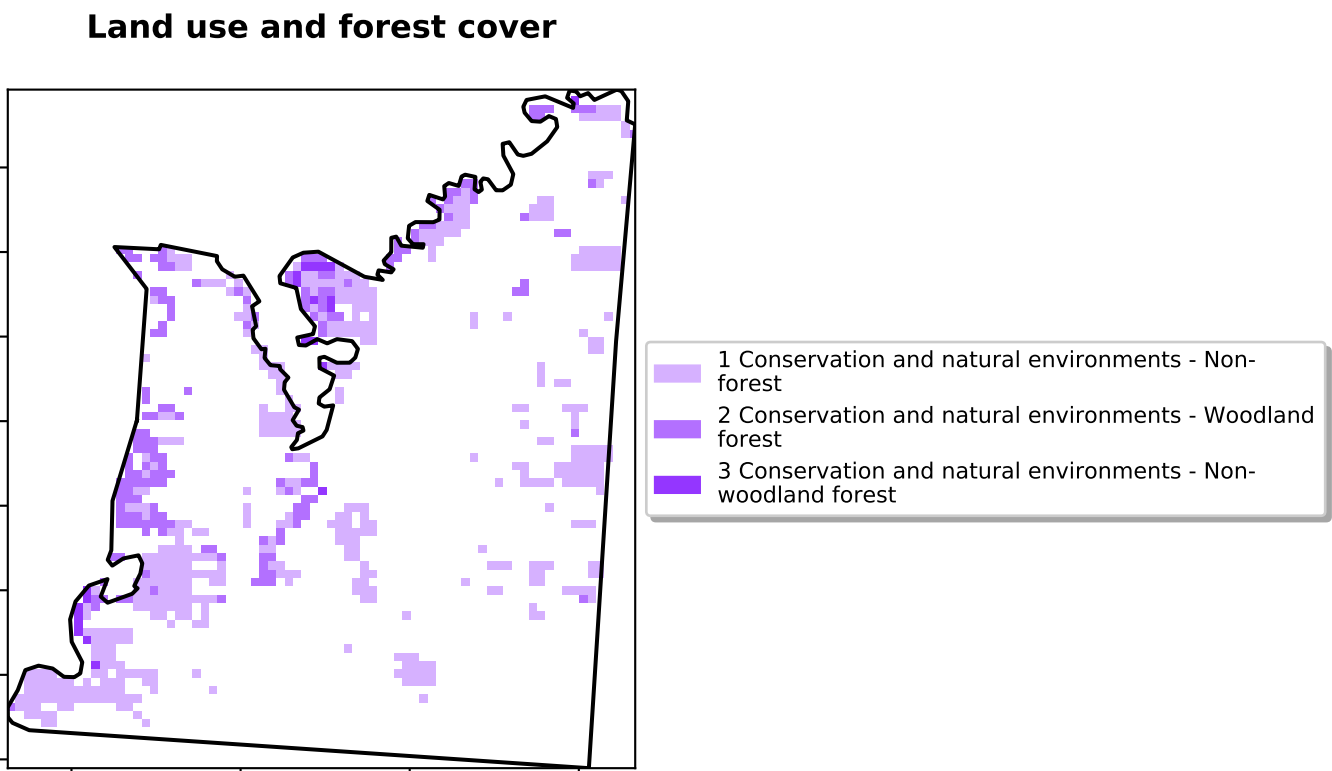 Land use and forest cover
1 Conservation and natural environments - Non-
forest
2 Conservation and natural environments - Woodland
forest
3 Conservation and natural environments - Non-
woodland forest